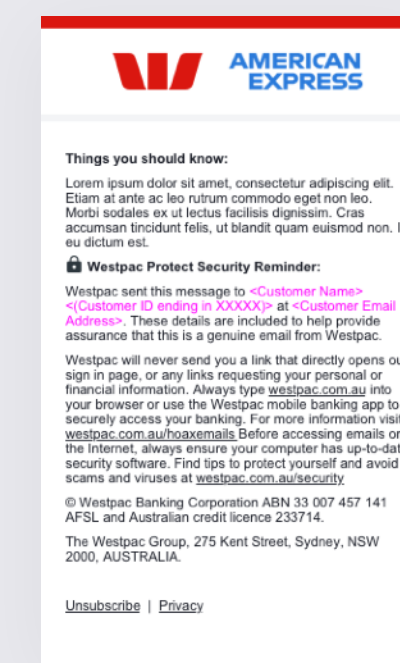 AMERICAN
EXPRESS
Things you should know:
Lorem ipsum dolor sit amet, consectetur adipiscing elit.
Etiam at ante ac leo rutrum commodo eget non leo.
Morbi sodales ex ut lectus facilisis dignissim. Cras
accumsan tincidunt felis, ut blandit quam euismod non.
eu dictum est.
Westpac Protect Security Reminder:
Westpac sent this message to <Customer Name>
<(Customer ID ending in XXXXX)> at <Customer Email
Address>. These details are included to help provide
assurance that this is a genuine email from Westpac.
Westpac will never send you a link that directly opens
sign in page, or any links requesting your personal or
financial information. Always type westpac.com.au into
your browser or use the Westpac mobile banking app to
securely access your banking. For more information visit
westpac.com.au/hoaxemails Before accessing emails or
the Internet, always ensure your computer has
security software. Find tips to protect yourself and avoid
scams and viruses at westpac.com.au/security
© Westpac Banking Corporation ABN 33 007 457 141
AFSL and Australian credit licence 233714.
The Westpac Group, 275 Kent Street, Sydney, NSW
2000, AUSTRALIA.
Unsubscribe | Privacy